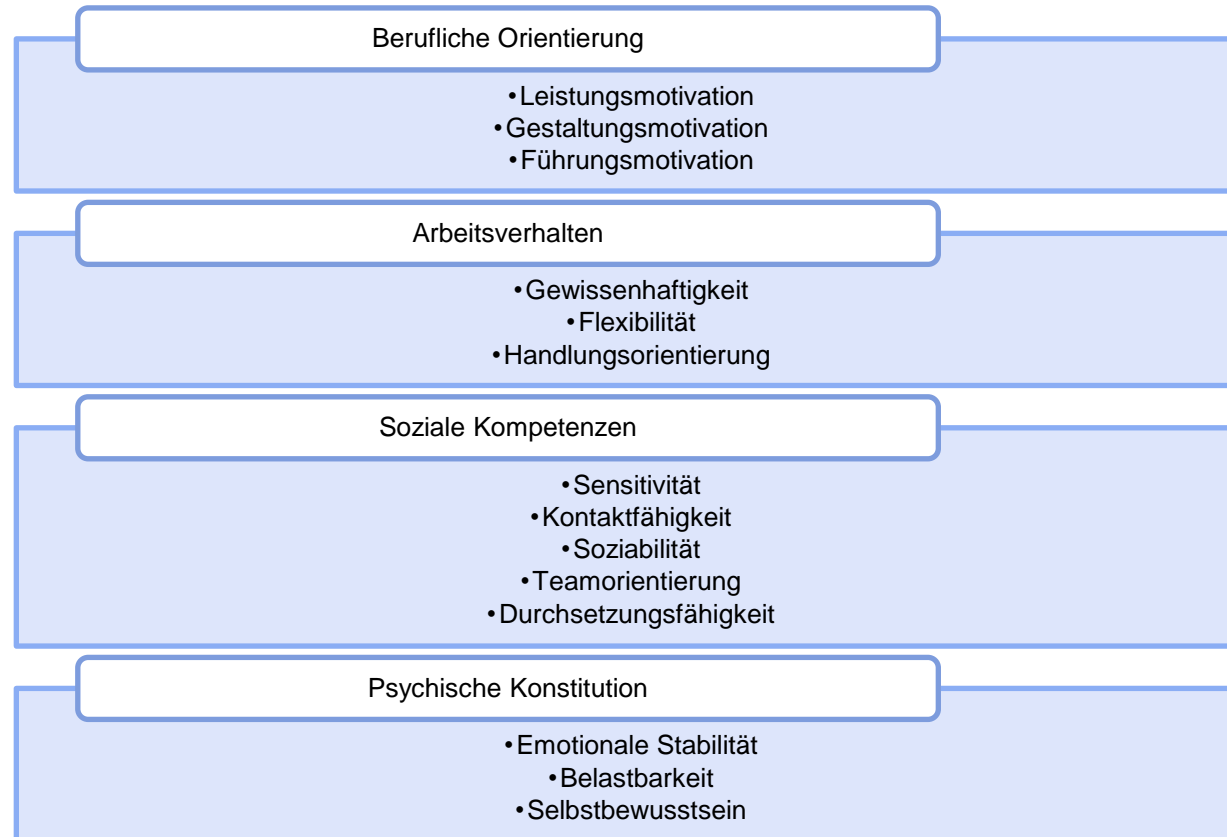 Berufliche Orientierung
•Leistungsmotivation
•Gestaltungsmotivation
•Führungsmotivation
Arbeitsverhalten
•Gewissenhaftigkeit
•Flexibilität
•Handlungsorientierung
Soziale Kompetenzen
•Sensitivität
•Kontaktfähigkeit
•Soziabilität
•Teamorientierung
•Durchsetzungsfähigkeit
Psychische Konstitution
•Emotionale Stabilität
•Belastbarkeit
•Selbstbewusstsein